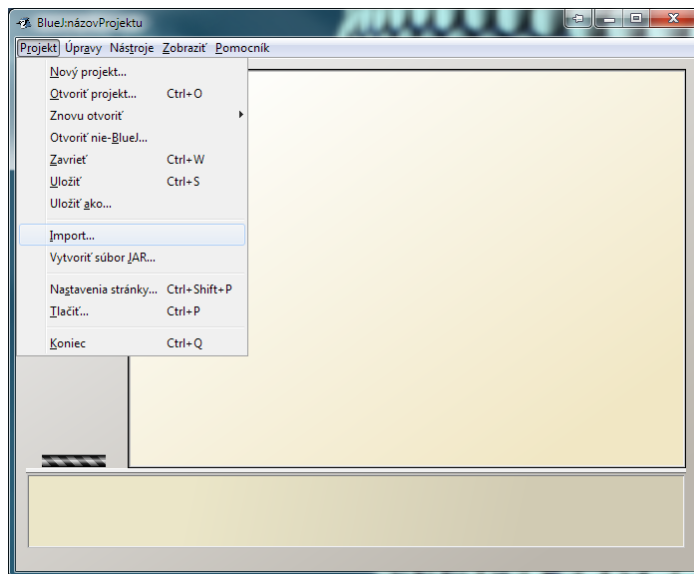 BlueJ:názovProjektu
Projekt Úpravy Nástroje Zobraziť Pomocník
Nový projekt...
Otvoriť projekt... Ctrl+O
Znovu otvoriť
Otvoriť nie-BlueJ...
Zavrieť Ctrl+W
Uložiť Ctrl+S
Uložiť ako...
Import...
Vytvoriť súbor JAR...
Nastavenia stránky... Ctrl+Shift+P
Tlačiť... Ctrl+P
Koniec Ctrl+Q